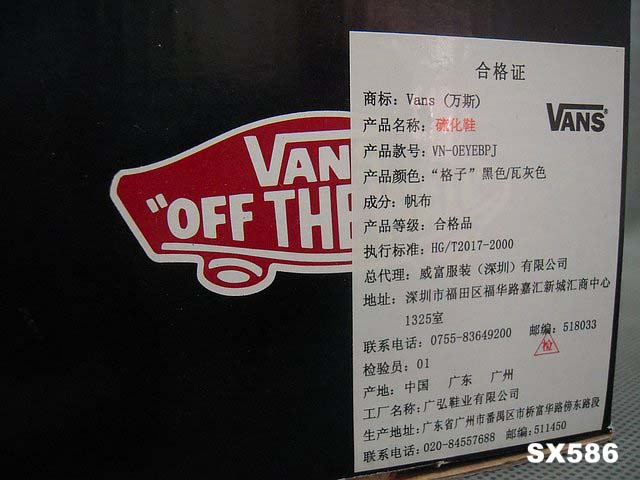 VAN
"OFF THE
合格证
商标：Vans (万斯)
VANS
产品名称：硫化鞋
产品款号：VN-0EYEBPJ
产品颜色：“格子”黑色/瓦灰色
成分：帆布
产品等级：合格品
执行标准：HG/T2017-2000
总代理：威富服装（深圳）有限公司
地址：深圳市福田区福华路嘉汇新城汇商中心
1325室
联系电话：0755-83649200 邮编：518033
检验员：01
检
产地：中国 广东 广州
工厂名称：广弘鞋业有限公司
生产地址：广东省广州市番禺区市桥富华路傍东路段
联系电话：020-84557688 邮编：511450
SX586